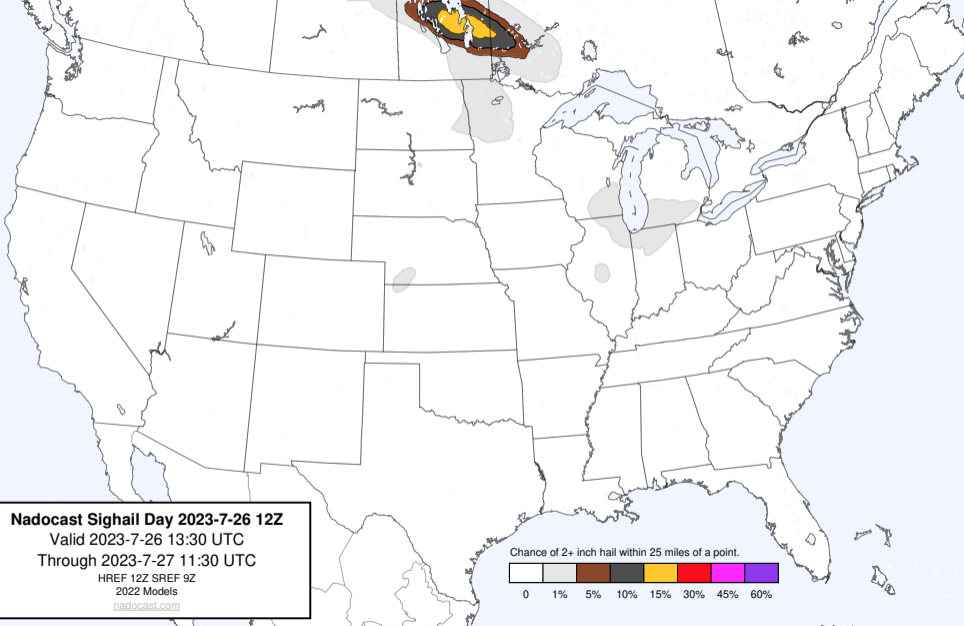 Nadocast Sighail Day 2023-7-26 12Z
Valid 2023-7-26 13:30 UTC
Through 2023-7-27 11:30 UTC
HREF 12Z SREF 9Z
2022 Models
nadocast.com
Chance of 2+ inch hail within 25 miles of a point.
0 1% 5% 10% 15% 30% 45% 60%